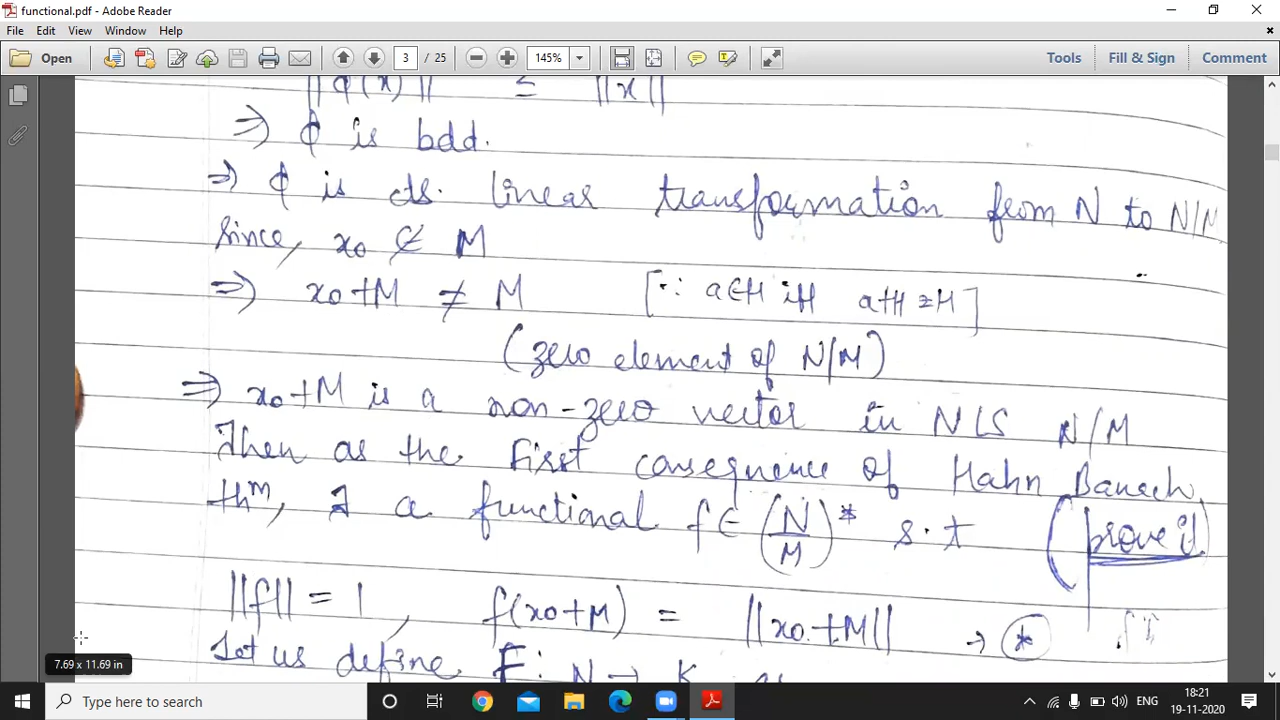 functional.pdf - Adobe Reader
File Edit View Window Help
Open 3 / 25 145% Tools Fill & Sign Comment
||ϕ(x)|| ≤ ||x||
⇒ ϕ is bdd.
⇒ ϕ is cts. linear transformation from N to N/M
Since, x0 ∉ M
⇒ x0+M ≠ M [∵ a∈H iff a+H=H]
(zero element of N/M)
⇒ x0+M is a non-zero vector in NLS N/M
Then as the first consequence of Hahn Banach
thm, ∃ a functional f∈(N/M)* s.t (prove it)
||f|| = 1, f(x0+M) = ||x0+M|| → *
Let us define F: N → K as
7.69 x 11.69 in
Type here to search
ENG
18:21
19-11-2020